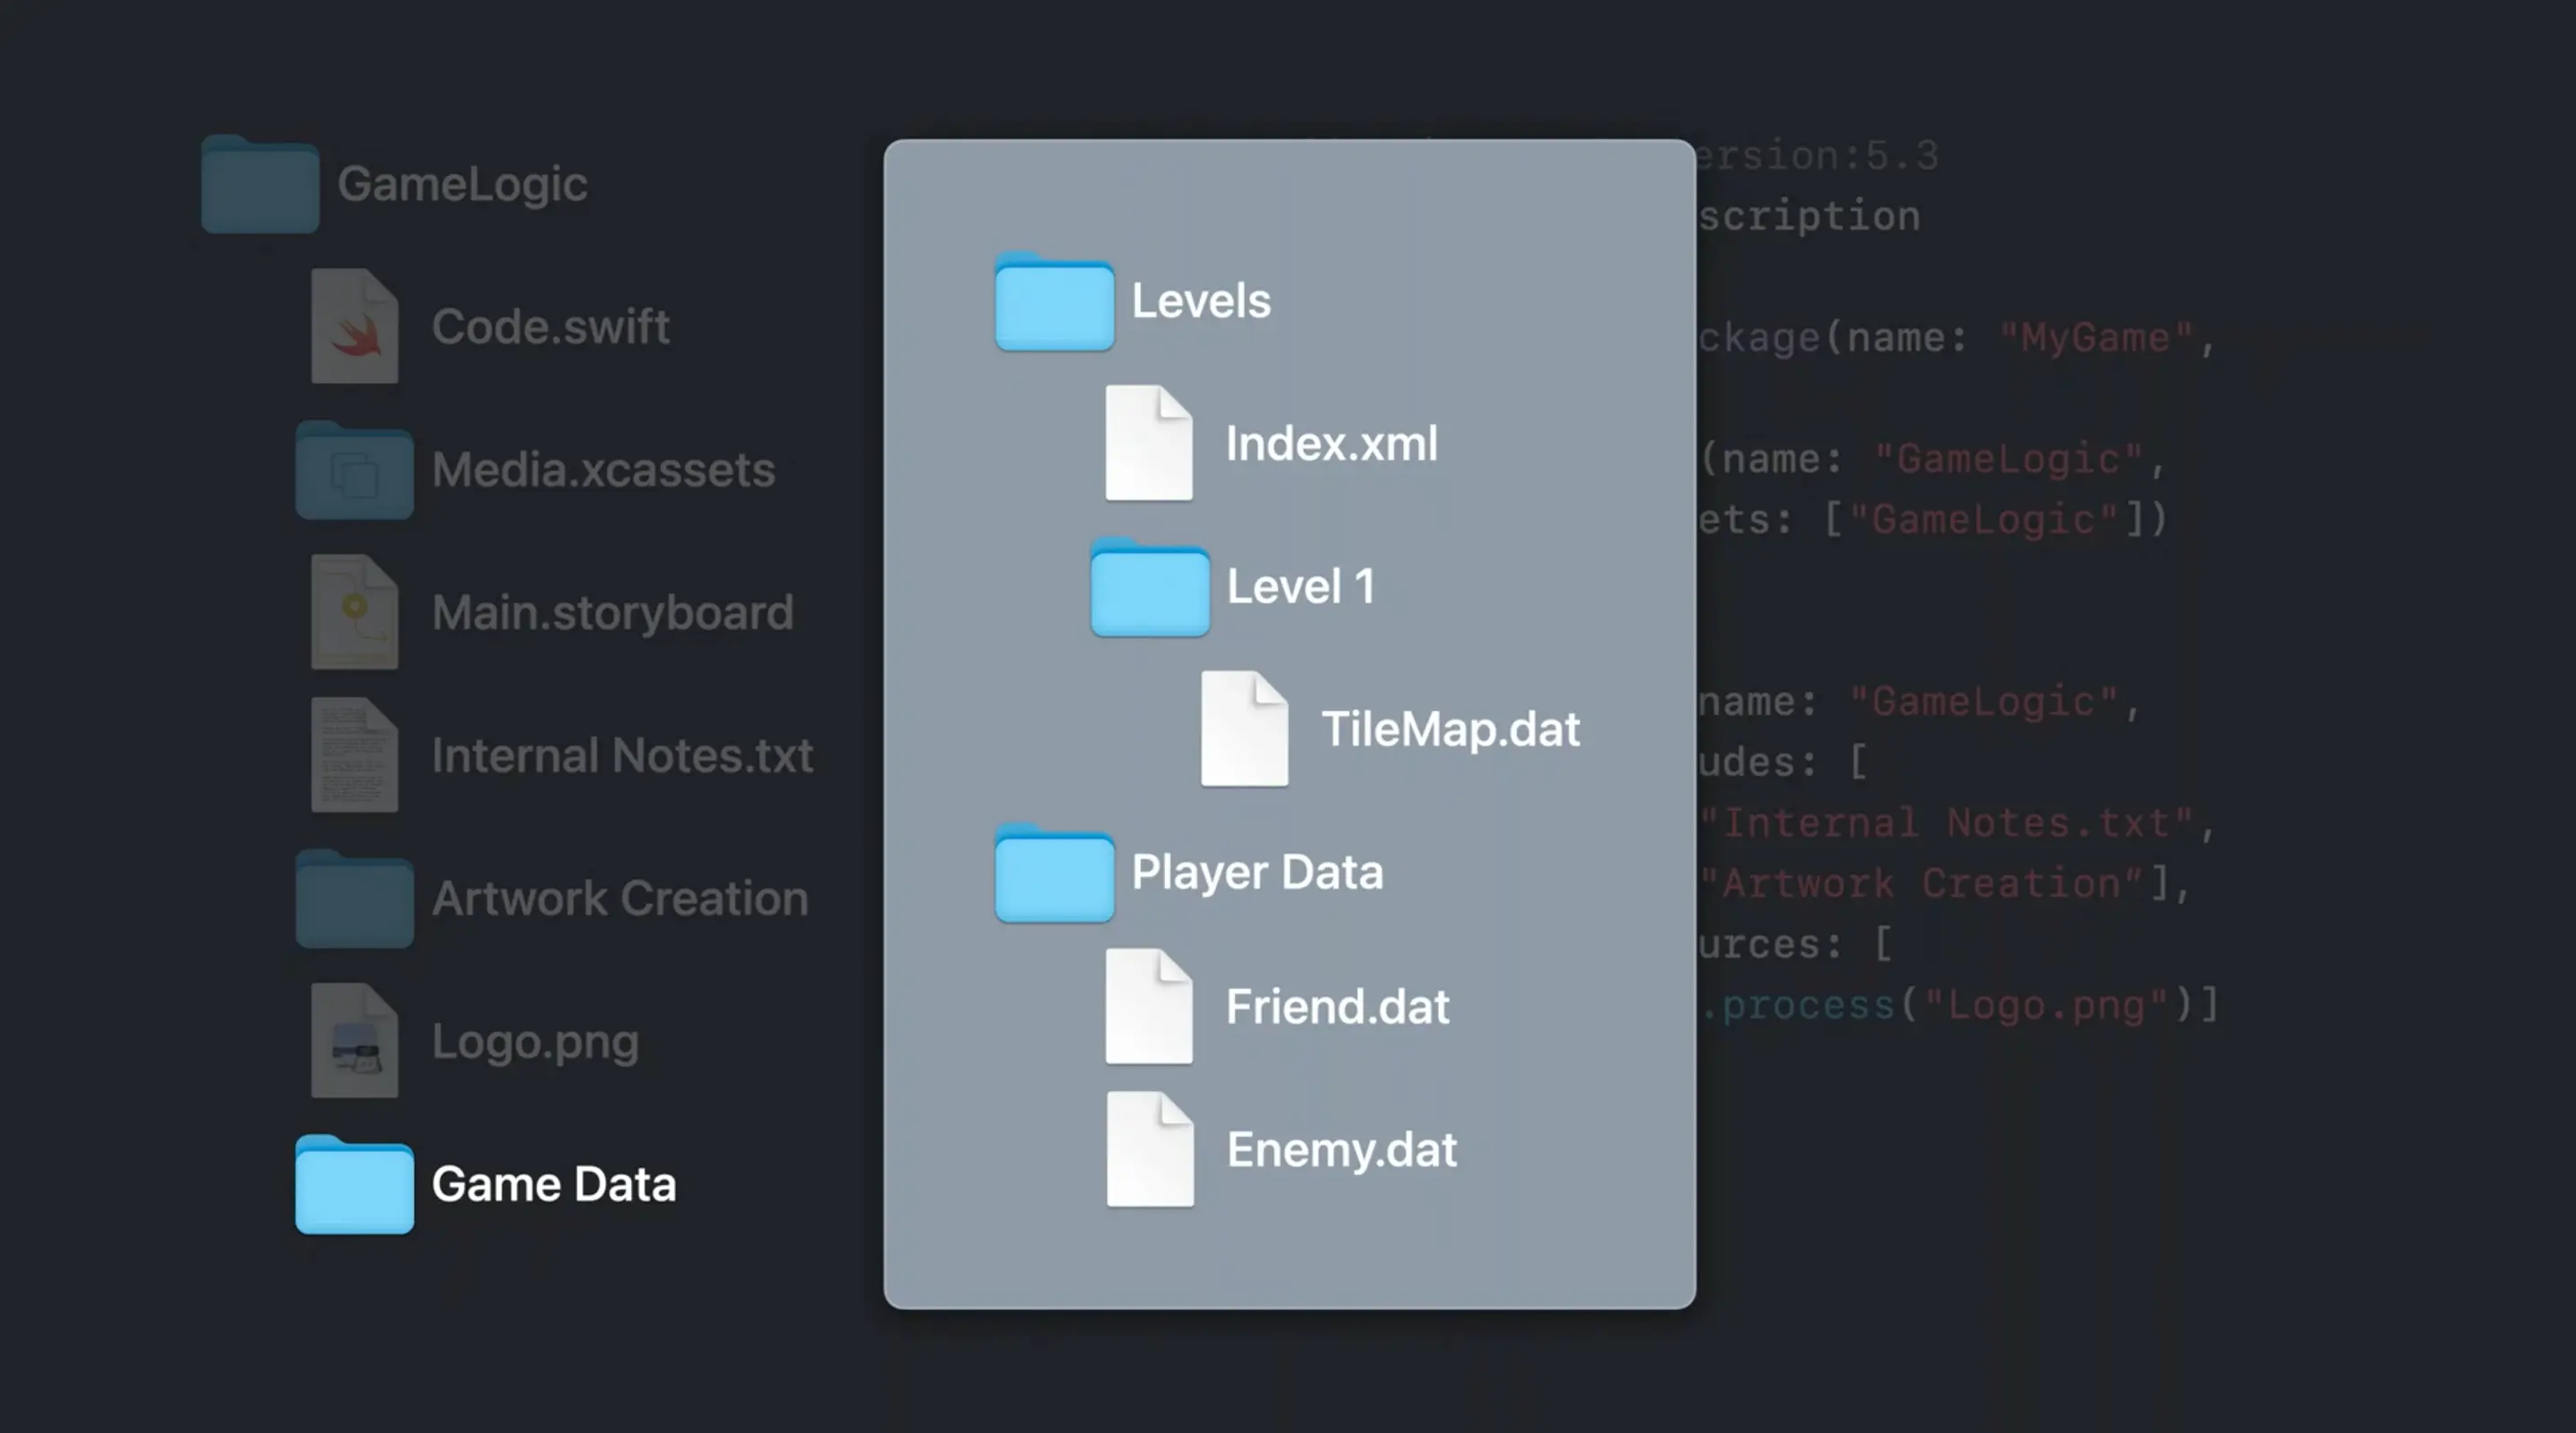 GameLogic
Code.swift
Media.xcassets
Main.storyboard
Internal Notes.txt
Artwork Creation
Logo.png
Game Data
Levels
Index.xml
Level 1
TileMap.dat
Player Data
Friend.dat
Enemy.dat
ersion:5.3
scription
ckage(name: "MyGame",
(name: "GameLogic",
ets: ["GameLogic"])
name: "GameLogic",
udes: [
"Internal Notes.txt",
"Artwork Creation”],
urces: [
.process("Logo.png")]